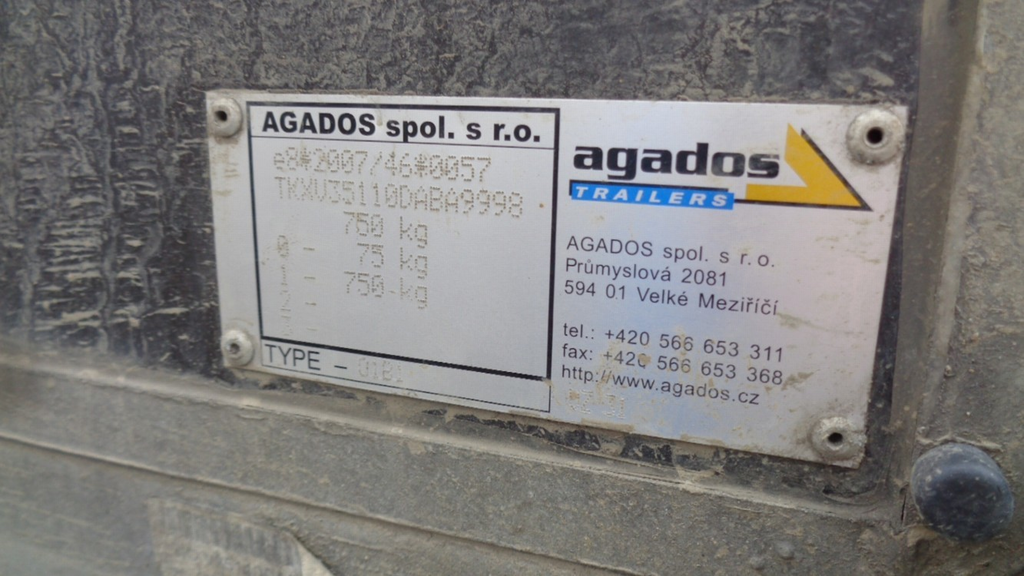 AGADOS spol. s r.o.
e8*2007/46*0057
TKXV35110DABA9998
750 kg
0 - 75 kg
1 - 750 kg
2 -
TYPE -
agados
TRAILERS
AGADOS spol. s r.o.
Průmyslová 2081
594 01 Velké Meziříčí
tel.: +420 566 653 311
fax: +420 566 653 368
http://www.agados.cz